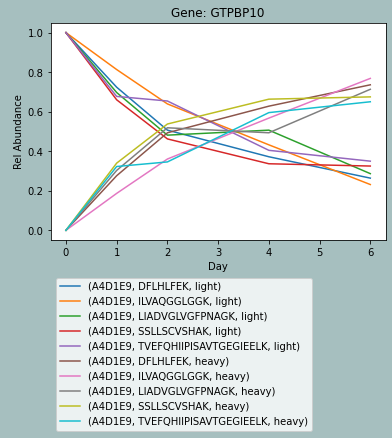 Gene: GTPBP10
1.0
0.8
0.6
0.4
0.2
0.0
Rel Abundance
0 1 2 3 4 5 6
Day
(A4D1E9, DFLHLFEK, light)
(A4D1E9, ILVAQGGLGGK, light)
(A4D1E9, LIADVGLVGFPNAGK, light)
(A4D1E9, SSLLSCVSHAK, light)
(A4D1E9, TVEFQHIIPISAVTGEGIEELK, light)
(A4D1E9, DFLHLFEK, heavy)
(A4D1E9, ILVAQGGLGGK, heavy)
(A4D1E9, LIADVGLVGFPNAGK, heavy)
(A4D1E9, SSLLSCVSHAK, heavy)
(A4D1E9, TVEFQHIIPISAVTGEGIEELK, heavy)